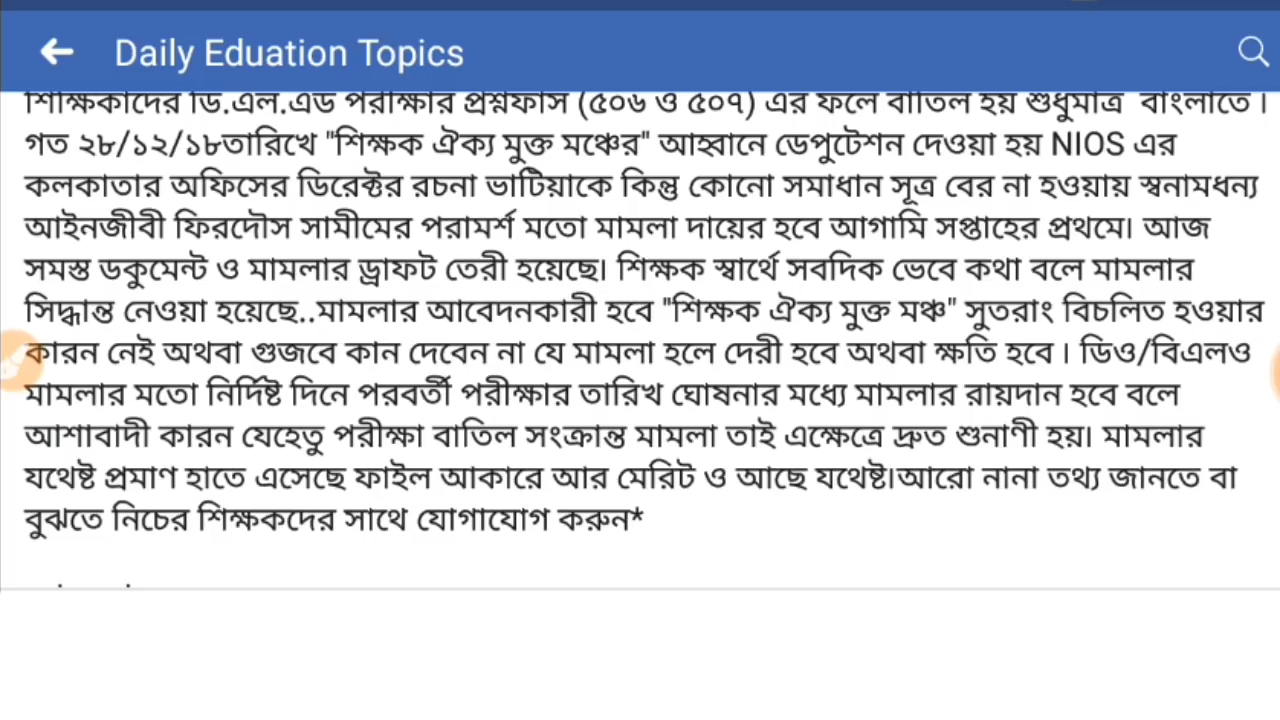 Daily Eduation Topics
শিক্ষিকাদের ডি.এল.এড পরীক্ষার প্রশ্নফাঁস (৫০৬ ও ৫০৭) এর ফলে বাতিল হয় শুধুমাত্র বাংলাতে।
গত ২৮/১২/১৮তারিখে "শিক্ষক ঐক্য মুক্ত মঞ্চের" আহ্বানে ডেপুটেশন দেওয়া হয় NIOS এর
কলকাতার অফিসের ডিরেক্টর রচনা ভাটিয়াকে কিন্তু কোনো সমাধান সূত্র বের না হওয়ায় স্বনামধন্য
আইনজীবী ফিরদৌস সামীমের পরামর্শ মতো মামলা দায়ের হবে আগামি সপ্তাহের প্রথমে। আজ
সমস্ত ডকুমেন্ট ও মামলার ড্রাফট তেরী হয়েছে। শিক্ষক স্বার্থে সবদিক ভেবে কথা বলে মামলার
সিদ্ধান্ত নেওয়া হয়েছে..মামলার আবেদনকারী হবে "শিক্ষক ঐক্য মুক্ত মঞ্চ" সুতরাং বিচলিত হওয়ার
কারন নেই অথবা গুজবে কান দেবেন না যে মামলা হলে দেরী হবে অথবা ক্ষতি হবে। ডিও/বিএলও
মামলার মতো নির্দিষ্ট দিনে পরবর্তী পরীক্ষার তারিখ ঘোষনার মধ্যে মামলার রায়দান হবে বলে
আশাবাদী কারন যেহেতু পরীক্ষা বাতিল সংক্রান্ত মামলা তাই এক্ষেত্রে দ্রুত শুনাণী হয়। মামলার
যথেষ্ট প্রমাণ হাতে এসেছে ফাইল আকারে আর মেরিট ও আছে যথেষ্ট।আরো নানা তথ্য জানতে বা
বুঝতে নিচের শিক্ষকদের সাথে যোগাযোগ করুন*